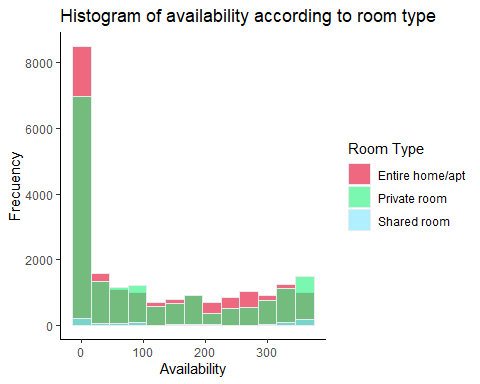 Histogram of availability according to room type
8000
6000
4000
2000
0
Frecuency
0 100 200 300
Availability
Room Type
Entire home/apt
Private room
Shared room